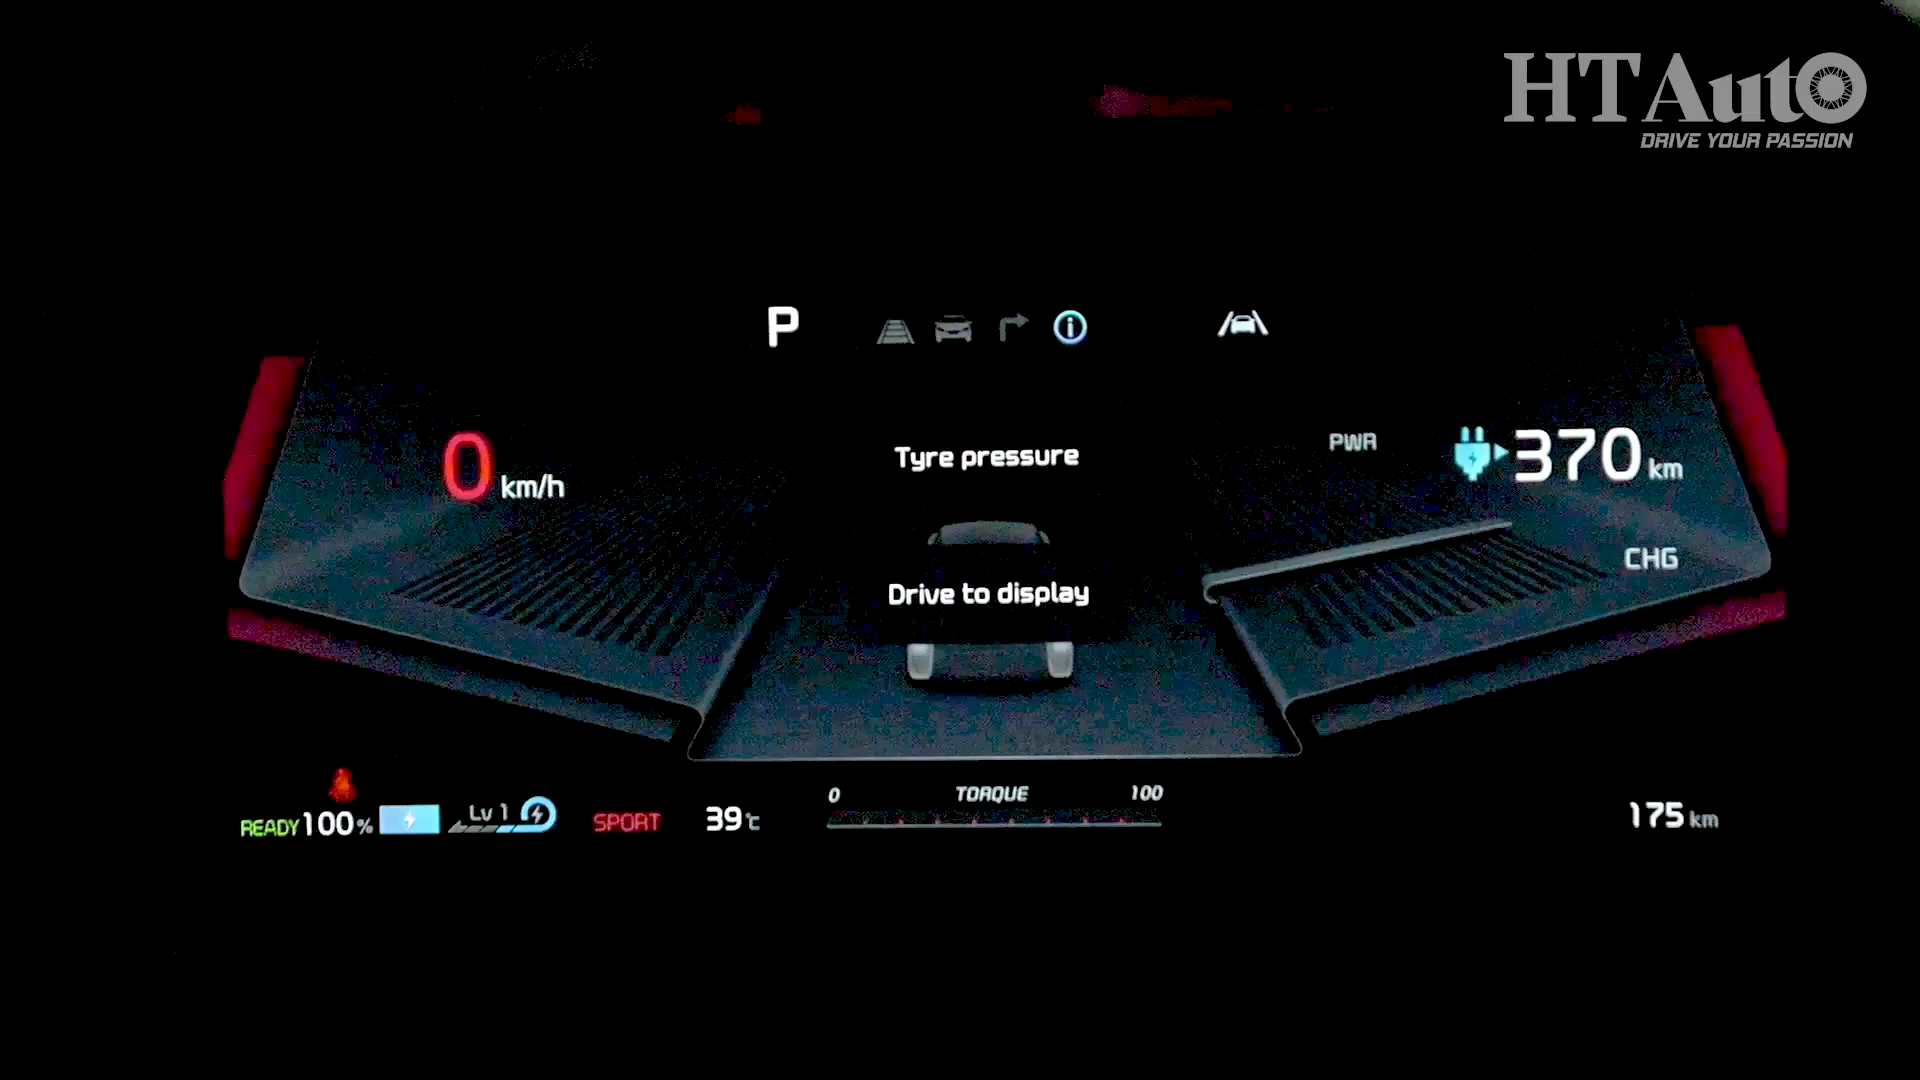 HTAuto
DRIVE YOUR PASSION
P
Tyre pressure
PWR
370 km
0 km/h
CHG
Drive to display
0 TORQUE 100
READY 100%
Lv 1
SPORT
39℃
175 km